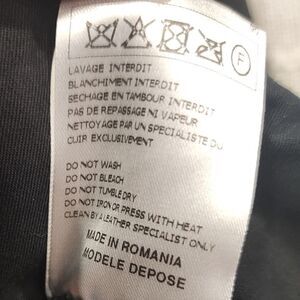 F
LAVAGE INTERDIT
BLANCHIMENT INTERDIT
SECHAGE EN TAMBOUR INTERDIT
PAS DE REPASSAGE NI VAPEUR
NETTOYAGE PAR UN SPECIALISTE DU
CUIR EXCLUSIVEMENT
DO NOT WASH
DO NOT BLEACH
DO NOT TUMBLE DRY
DO NOT IRON OR PRESS WITH HEAT
CLEAN BY A LEATHER SPECIALIST ONLY
MADE IN ROMANIA
MODELE DEPOSE